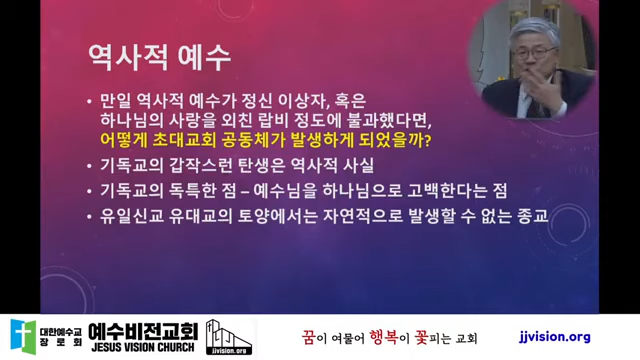 역사적 예수
• 만일 역사적 예수가 정신 이상자, 혹은
하나님의 사랑을 외친 랍비 정도에 불과했다면,
어떻게 초대교회 공동체가 발생하게 되었을까?
• 기독교의 갑작스런 탄생은 역사적 사실
• 기독교의 독특한 점 – 예수님을 하나님으로 고백한다는 점
• 유일신교 유대교의 토양에서는 자연적으로 발생할 수 없는 종교
대한예수교
장로회
예수비전교회
JESUS VISION CHURCH
jjvision.org
꿈이 여물어 행복이 꽃피는 교회
jjvision.org